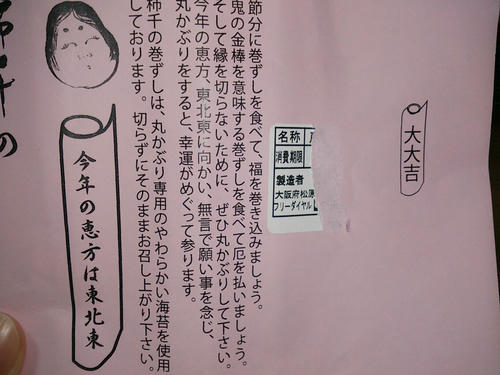 大大吉
名称
消費期限
製造者
大阪府松原
フリーダイヤル
節分に巻ずしを食べて、福を巻き込みましょう。
鬼の金棒を意味する巻ずしを食べて厄を払いましょう。
そして縁を切らないために、ぜひ丸かぶりして下さい。
今年の恵方、東北東に向かい、無言で願い事を念じ、
丸かぶりをすると、幸運がめぐって参ります。
柿千の巻ずしは、丸かぶり専用のやわらかい海苔を使用
しております。切らずにそのままお召し上がり下さい。
今年の恵方は東北東